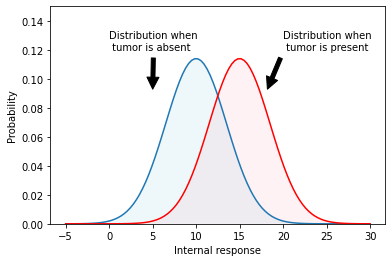 0.14
0.12
0.10
0.08
0.06
0.04
0.02
0.00
Probability
Distribution when
tumor is absent
Distribution when
tumor is present
−5 0 5 10 15 20 25 30
Internal response